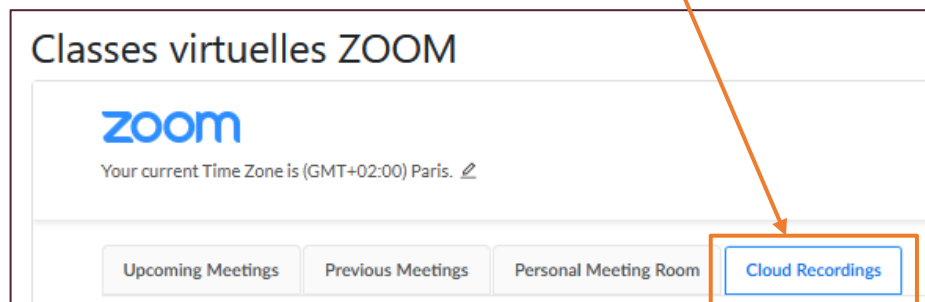 Classes virtuelles ZOOM
zoom
Your current Time Zone is (GMT+02:00) Paris.
Upcoming Meetings Previous Meetings Personal Meeting Room Cloud Recordings